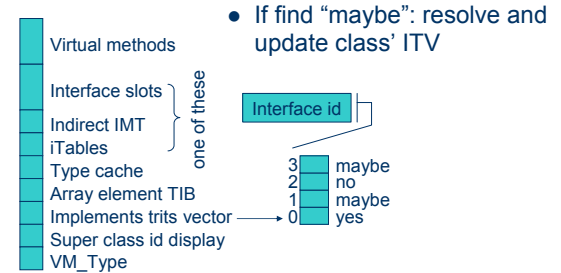 ● If find “maybe”: resolve and
update class’ ITV
Virtual methods
Interface slots
Indirect IMT
iTables
one of these
Type cache
Array element TIB
Implements trits vector
Super class id display
VM_Type
Interface id
3 maybe
2 no
1 maybe
0 yes